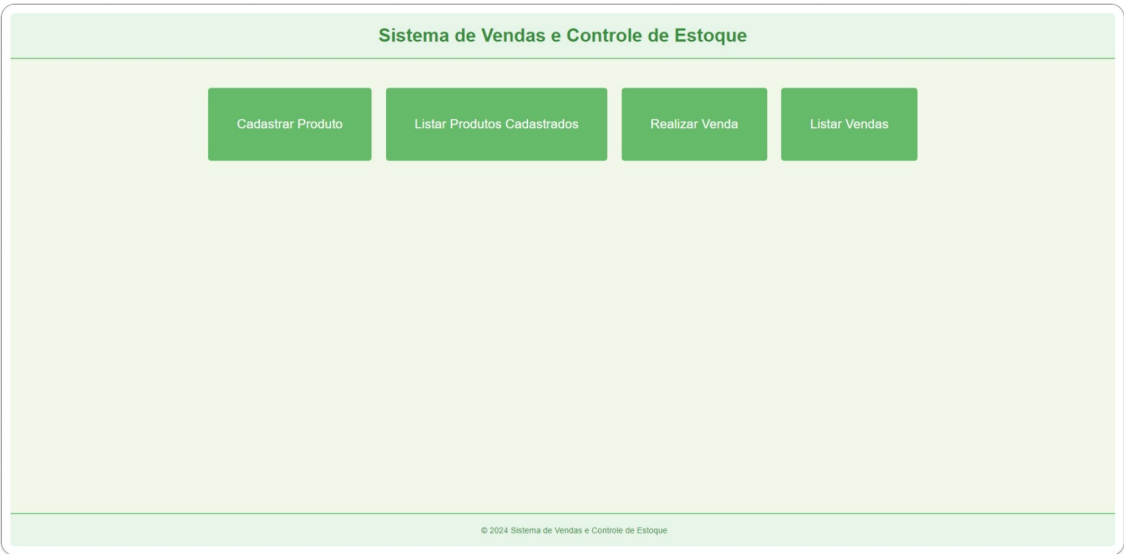 Sistema de Vendas e Controle de Estoque
Cadastrar Produto
Listar Produtos Cadastrados
Realizar Venda
Listar Vendas
© 2024 Sistema de Vendas e Controle de Estoque